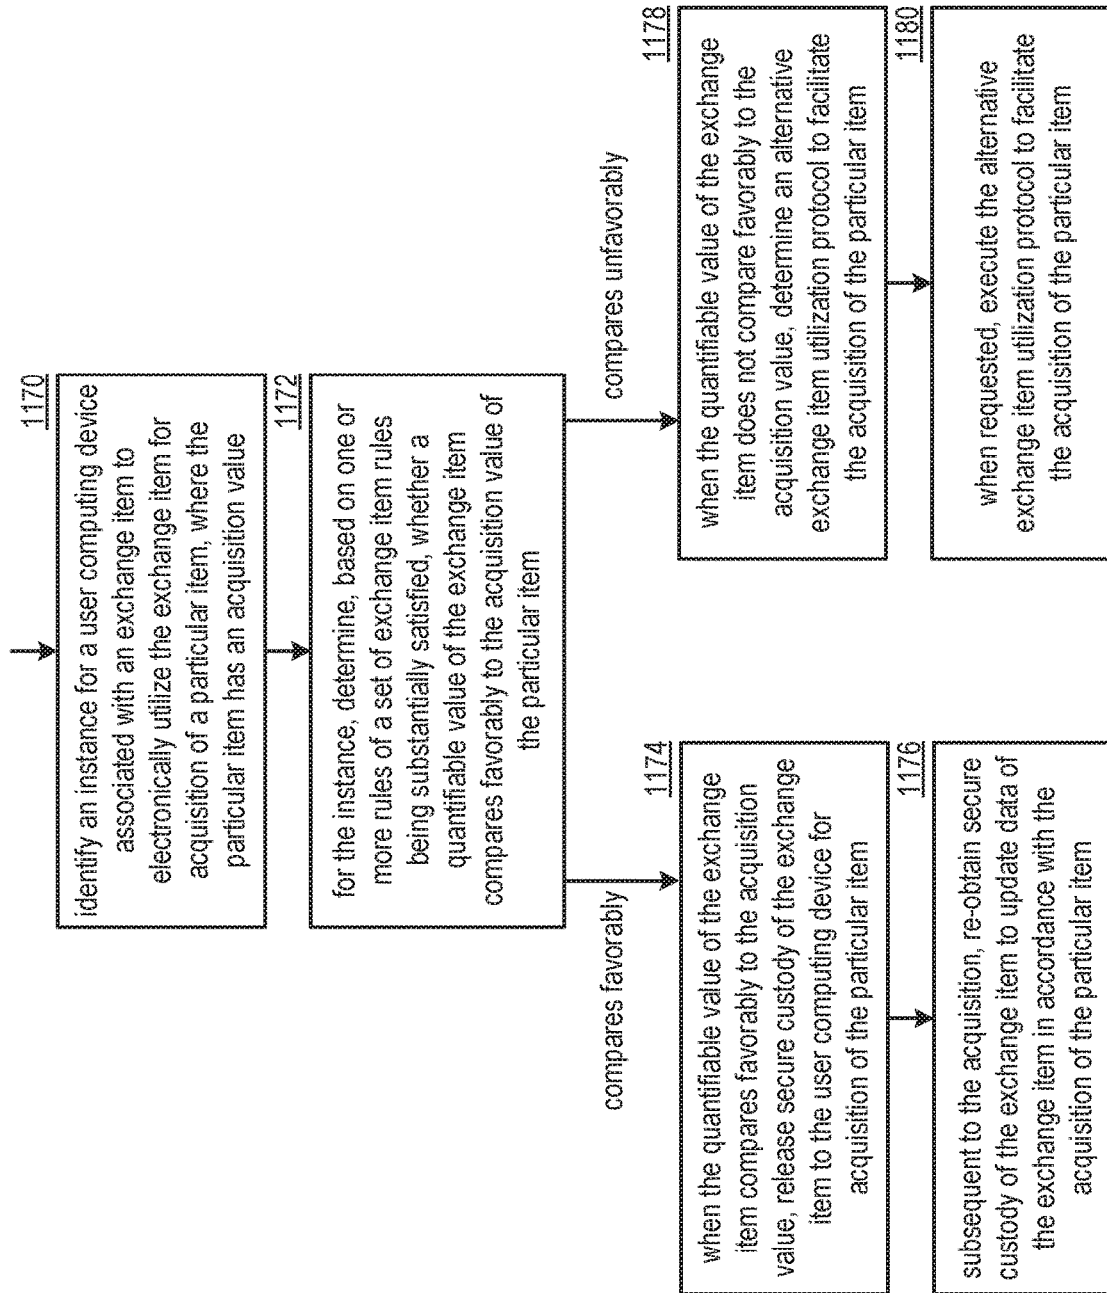 1170
identify an instance for a user computing device
associated with an exchange item to
electronically utilize the exchange item for
acquisition of a particular item, where the
particular item has an acquisition value
1172
for the instance, determine, based on one or
more rules of a set of exchange item rules
being substantially satisfied, whether a
quantifiable value of the exchange item
compares favorably to the acquisition value of
the particular item
compares favorably
1174
when the quantifiable value of the exchange
item compares favorably to the acquisition
value, release secure custody of the exchange
item to the user computing device for
acquisition of the particular item
1176
subsequent to the acquisition, re-obtain secure
custody of the exchange item to update data of
the exchange item in accordance with the
acquisition of the particular item
compares unfavorably
1178
when the quantifiable value of the exchange
item does not compare favorably to the
acquisition value, determine an alternative
exchange item utilization protocol to facilitate
the acquisition of the particular item
1180
when requested, execute the alternative
exchange item utilization protocol to facilitate
the acquisition of the particular item